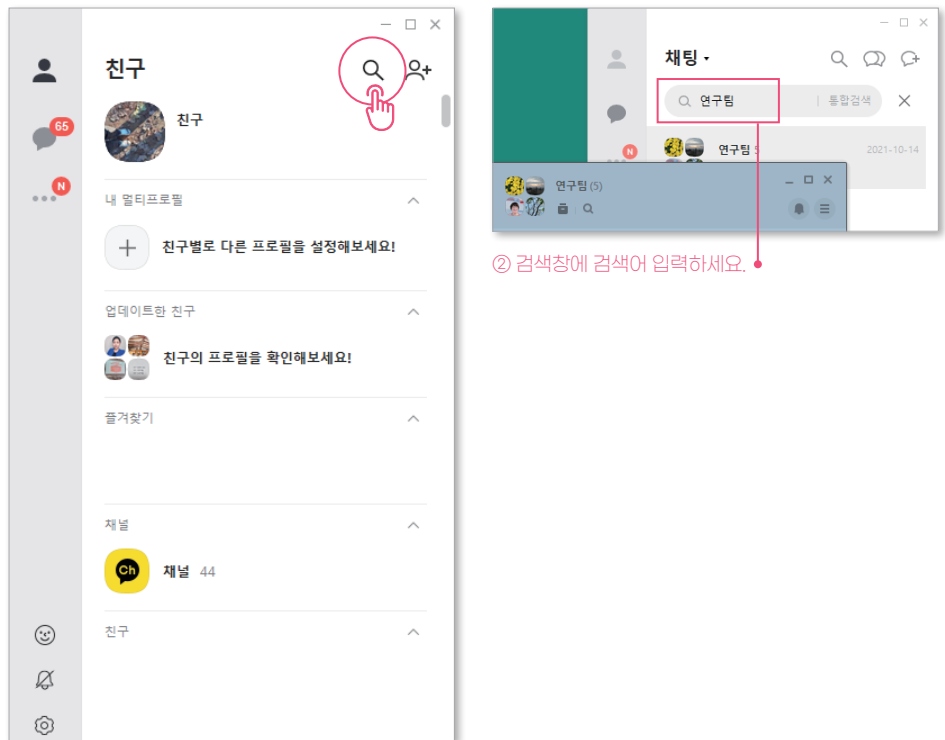 친구
65
친구
N
내 멀티프로필
친구별로 다른 프로필을 설정해보세요!
업데이트한 친구
친구의 프로필을 확인해보세요!
즐겨찾기
채널
Ch 채널 44
친구
채팅
연구팀 | 통합검색
N
연구팀 2021-10-14
연구팀 (5)
② 검색창에 검색어 입력하세요.